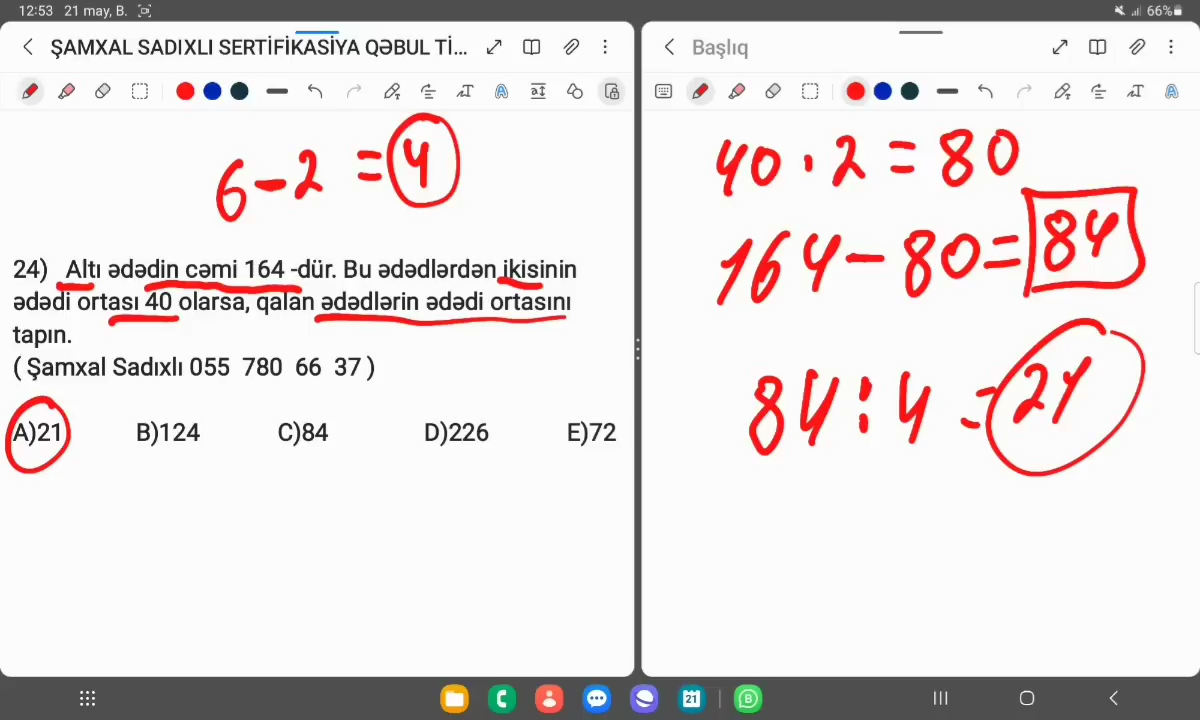 12:53 21 may, B. 66%
ŞAMXAL SADIXLI SERTİFİKASİYA QƏBUL Tİ...
6-2 = 4
24) Altı ədədin cəmi 164 -dür. Bu ədədlərdən ikisinin
ədədi ortası 40 olarsa, qalan ədədlərin ədədi ortasını
tapın.
( Şamxal Sadıxlı 055 780 66 37 )
A)21 B)124 C)84 D)226 E)72
Başlıq
40 · 2 = 80
164-80=84
84:4=21
21